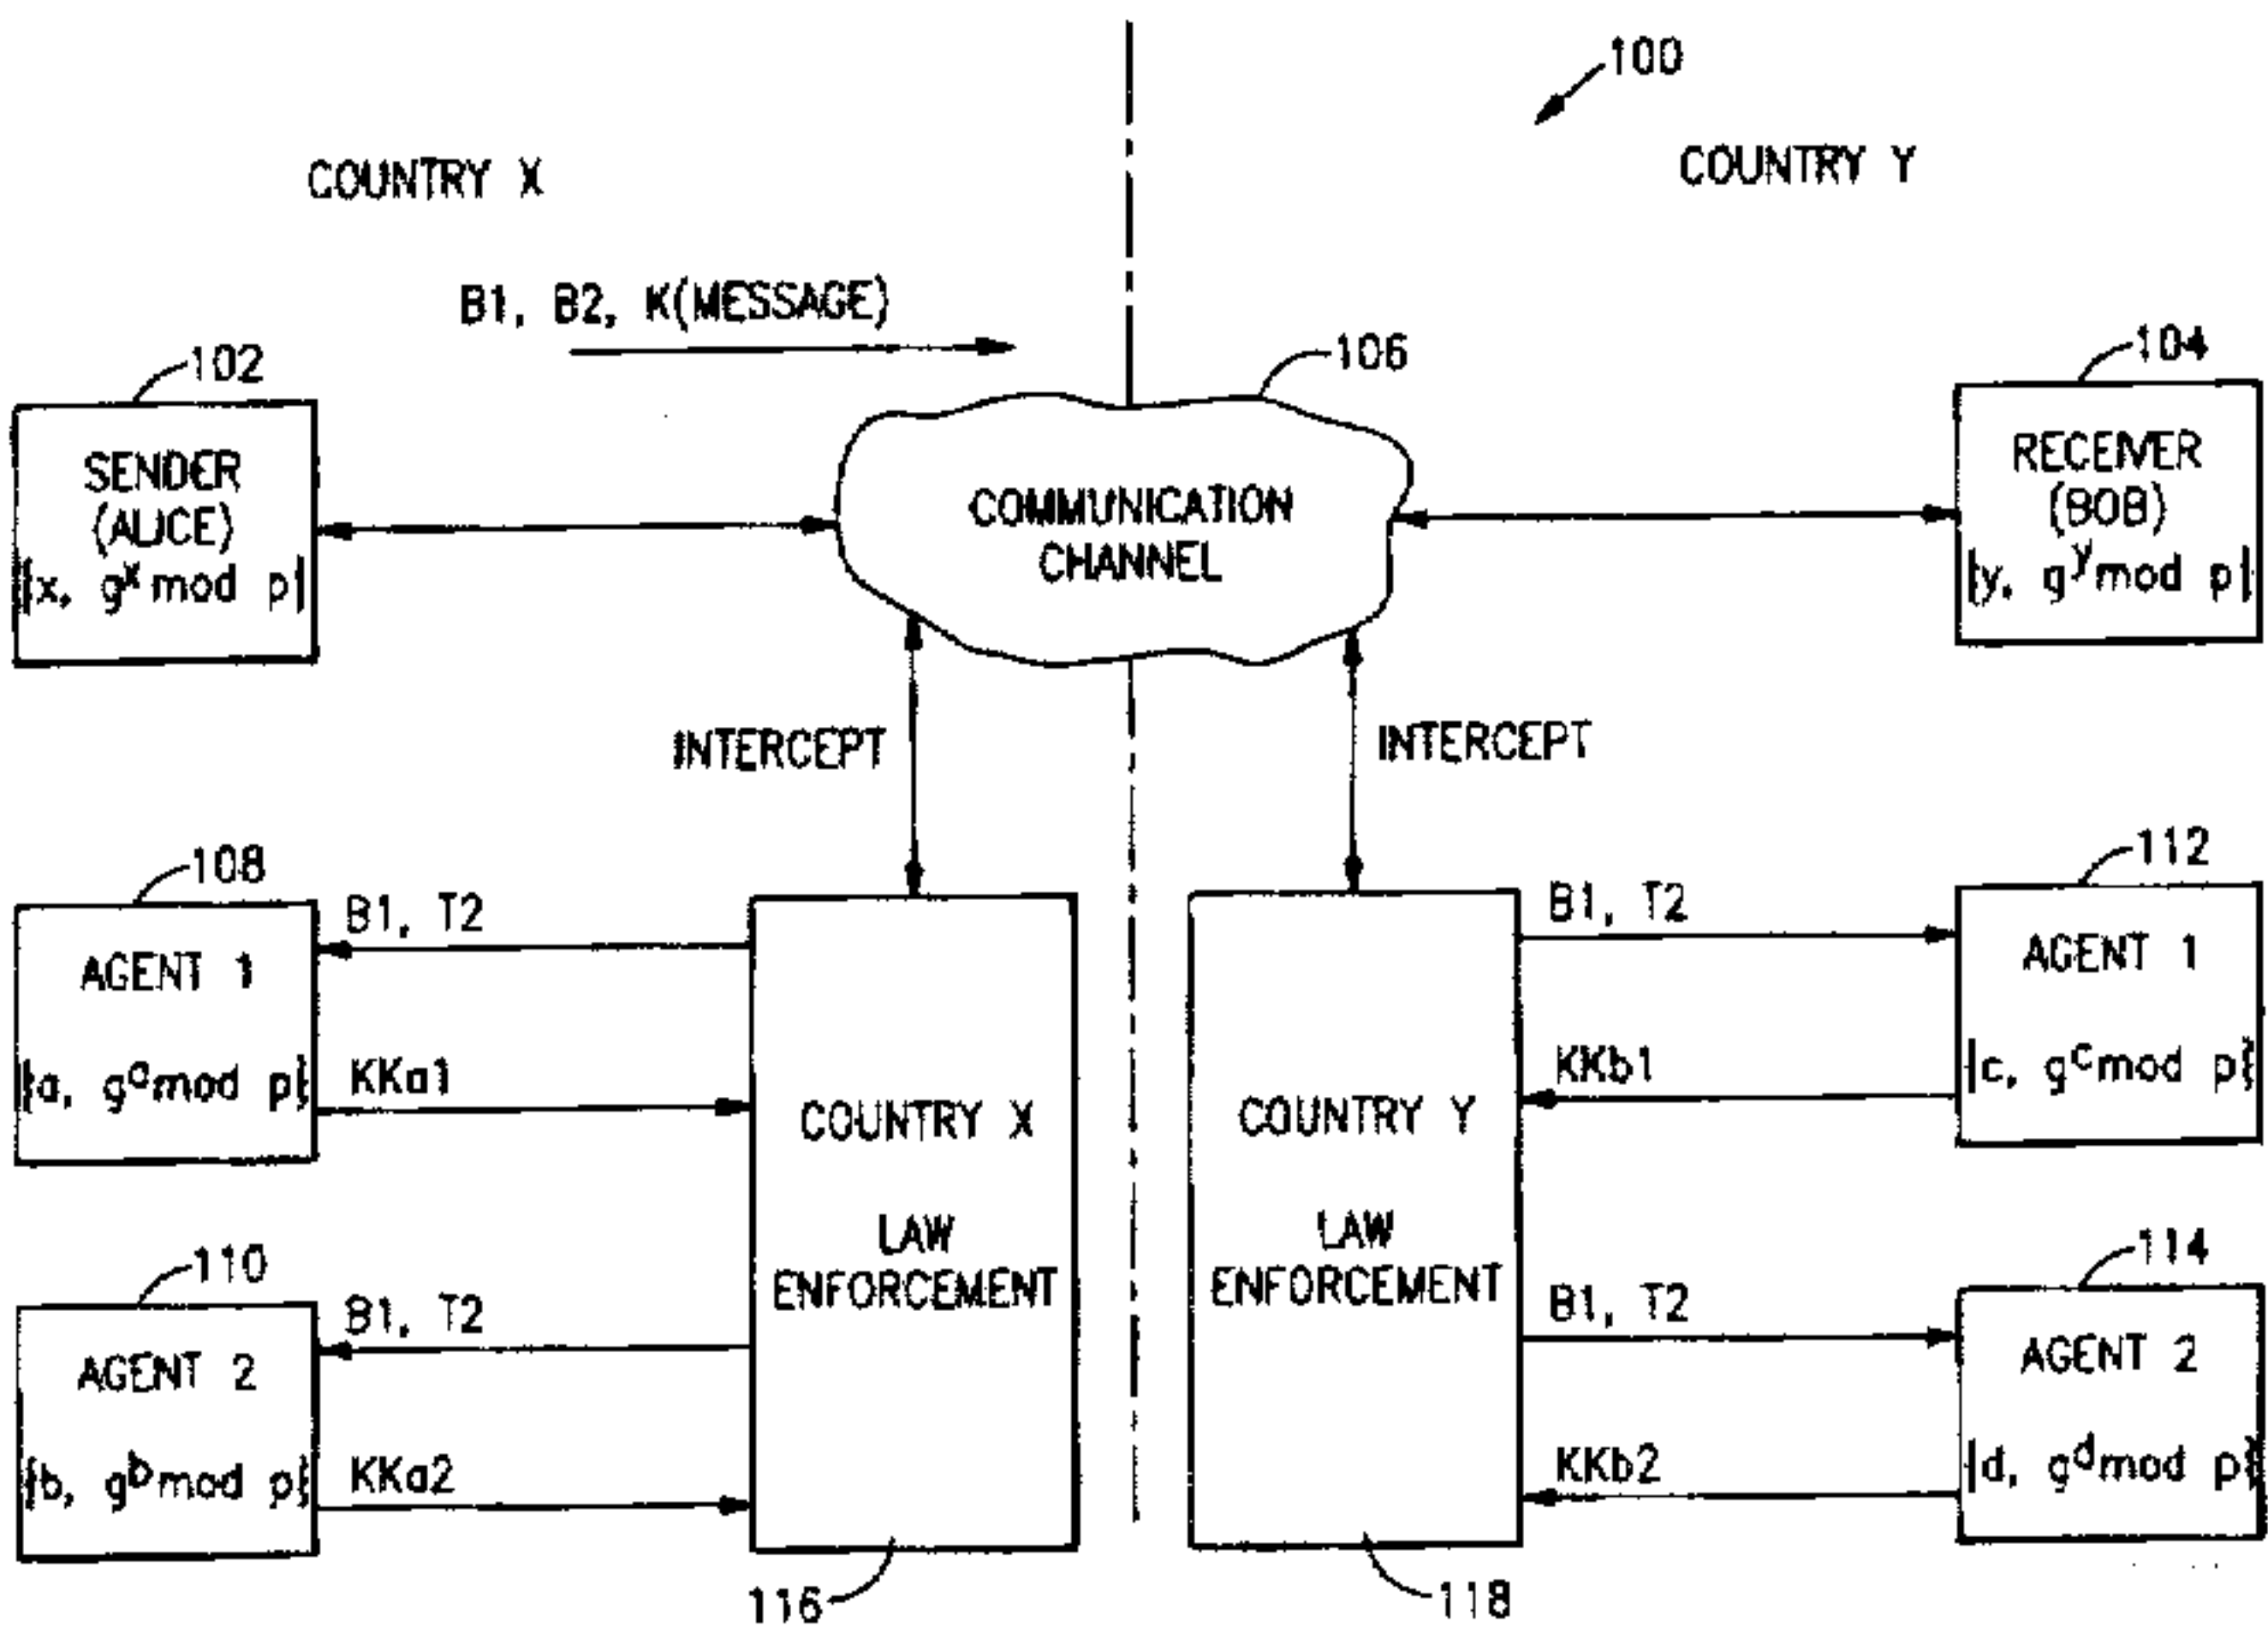 100
COUNTRY X
COUNTRY Y
B1, B2, K(MESSAGE)
102
106
104
SENDER
(ALICE)
{x, g^x mod p}
COMMUNICATION
CHANNEL
RECEIVER
(BOB)
{y, g^y mod p}
INTERCEPT
INTERCEPT
108
B1, T2
AGENT 1
{a, g^a mod p}
KKa1
112
B1, T2
AGENT 1
{c, g^c mod p}
KKb1
COUNTRY X
LAW
ENFORCEMENT
COUNTRY Y
LAW
ENFORCEMENT
110
B1, T2
AGENT 2
{b, g^b mod p}
KKa2
114
B1, T2
AGENT 2
{d, g^d mod p}
KKb2
116
118